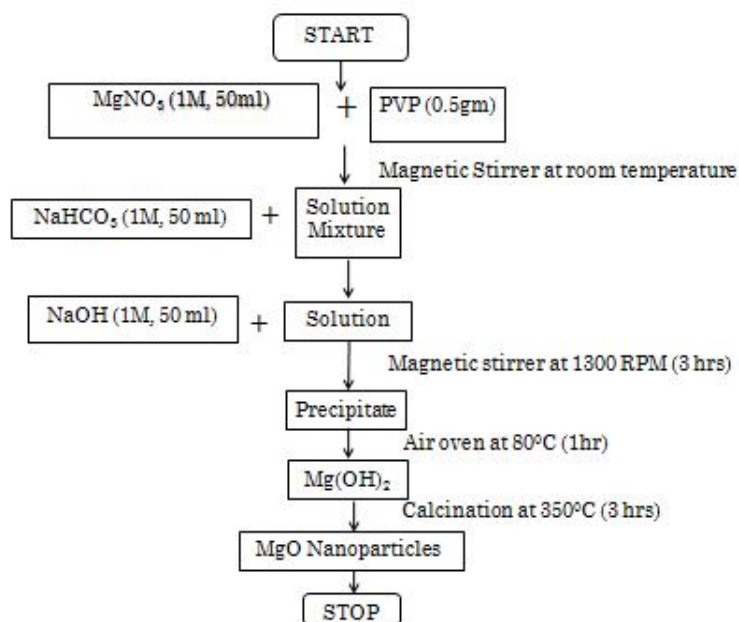 START
MgNO₃ (1M, 50ml)
+
PVP (0.5gm)
Magnetic Stirrer at room temperature
NaHCO₃ (1M, 50 ml)
+
Solution
Mixture
NaOH (1M, 50 ml)
+
Solution
Magnetic stirrer at 1300 RPM (3 hrs)
Precipitate
Air oven at 80⁰C (1hr)
Mg(OH)₂
Calcination at 350⁰C (3 hrs)
MgO Nanoparticles
STOP